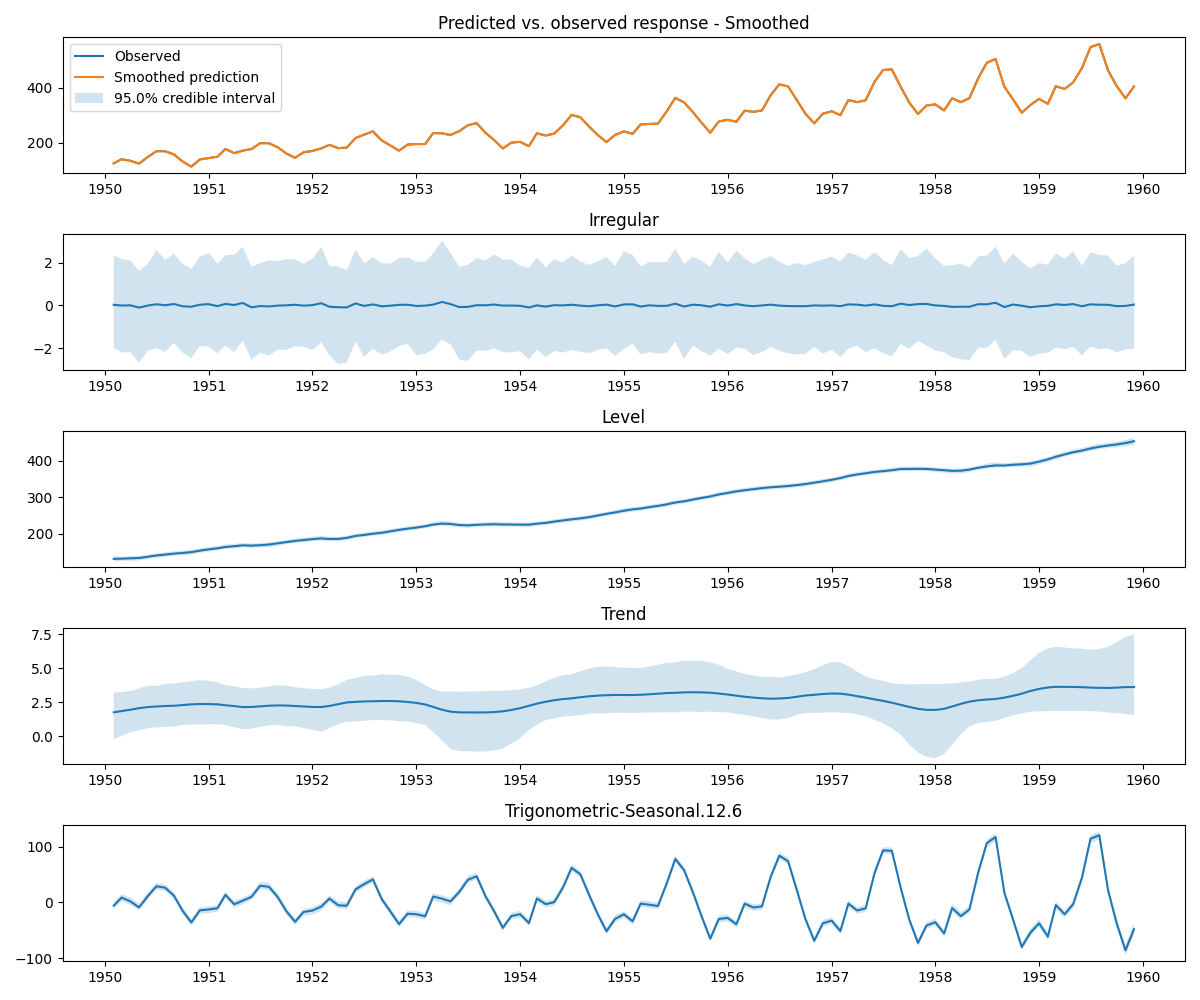 Predicted vs. observed response - Smoothed
Observed
Smoothed prediction
95.0% credible interval
400
200
1950 1951 1952 1953 1954 1955 1956 1957 1958 1959 1960
Irregular
2
0
−2
1950 1951 1952 1953 1954 1955 1956 1957 1958 1959 1960
Level
400
300
200
1950 1951 1952 1953 1954 1955 1956 1957 1958 1959 1960
Trend
7.5
5.0
2.5
0.0
1950 1951 1952 1953 1954 1955 1956 1957 1958 1959 1960
Trigonometric-Seasonal.12.6
100
0
−100
1950 1951 1952 1953 1954 1955 1956 1957 1958 1959 1960